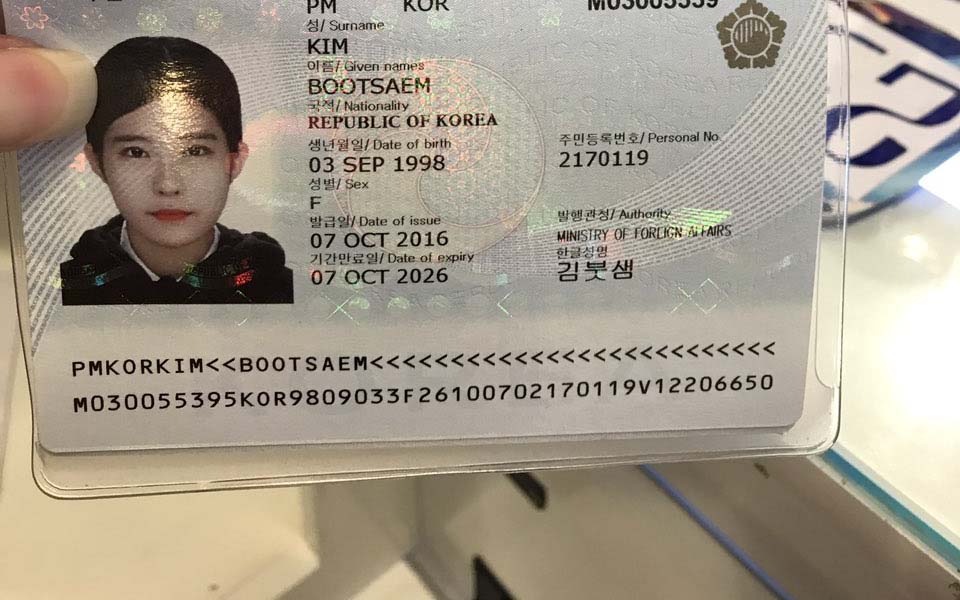 PM KOR M03005539
성/ Surname
KIM
이름/ Given names
BOOTSAEM
국적/ Nationality
REPUBLIC OF KOREA
생년월일/ Date of birth 주민등록번호/ Personal No.
03 SEP 1998 2170119
성별/ Sex
F
발급일/ Date of issue 발행관청/ Authority
07 OCT 2016 MINISTRY OF FOREIGN AFFAIRS
기간만료일/ Date of expiry 한글성명
07 OCT 2026 김봇샘
PMKORKIM<<BOOTSAEM<<<<<<<<<<<<<<<<<<<<<<<<<<
M030055395KOR9809033F26100702170119V12206650